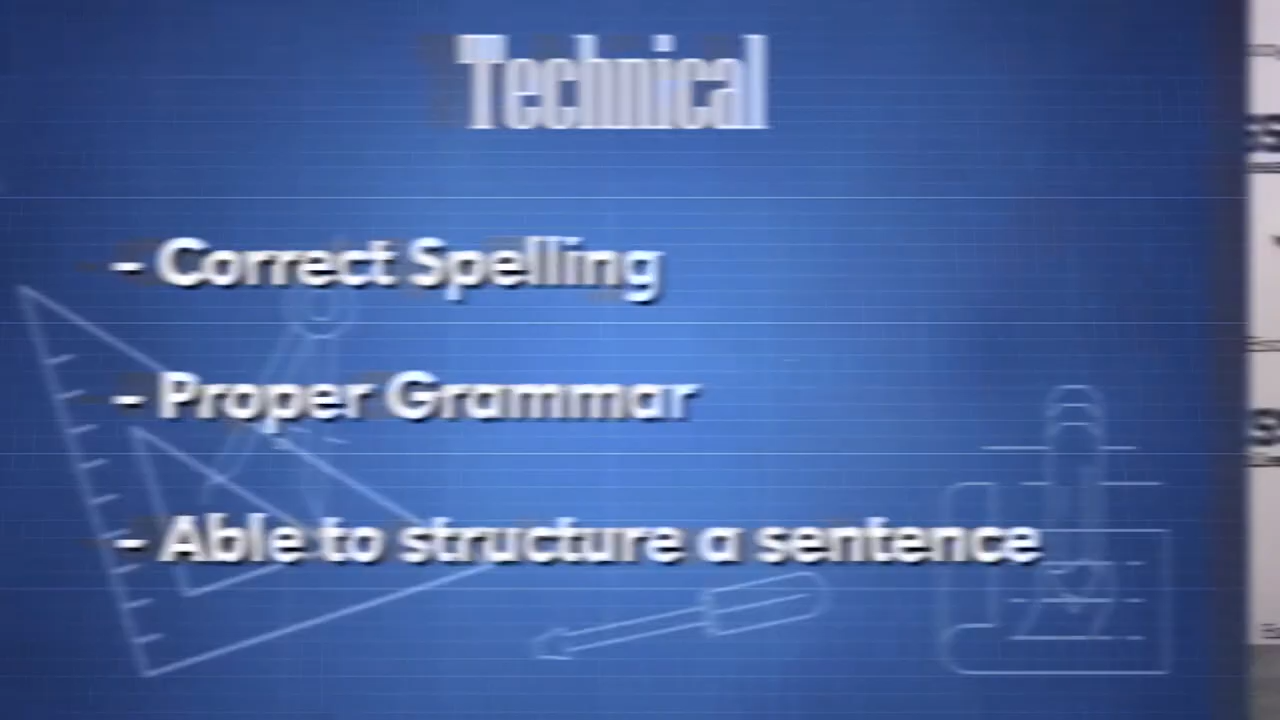 Technical
- Correct Spelling
- Proper Grammar
- Able to structure a sentence